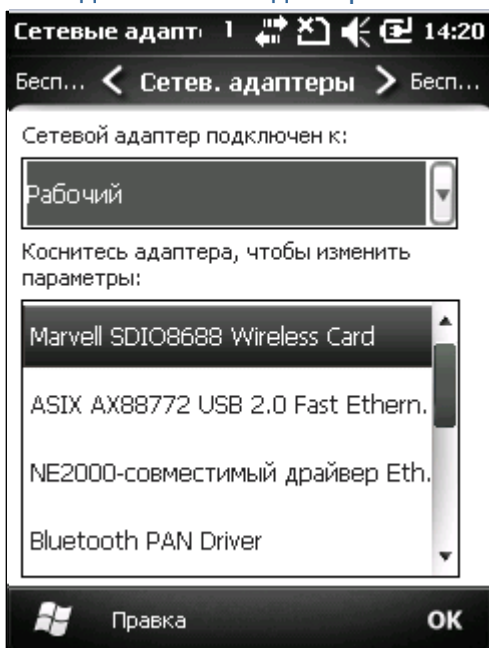 Сетевые адапт 14:20
Бесп... Сетев. адаптеры Бесп...
Сетевой адаптер подключен к:
Рабочий
Коснитесь адаптера, чтобы изменить
параметры:
Marvell SDIO8688 Wireless Card
ASIX AX88772 USB 2.0 Fast Ethern.
NE2000-совместимый драйвер Eth.
Bluetooth PAN Driver
Правка OK